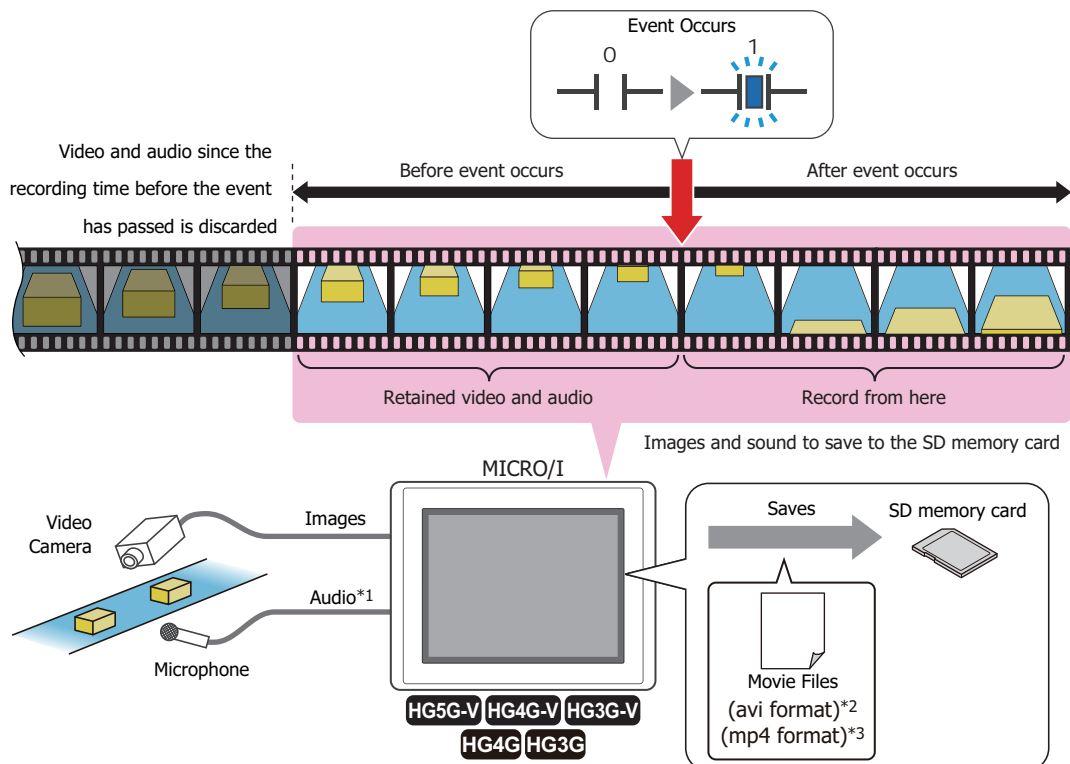 Event Occurs
0
1
Video and audio since the
recording time before the event
has passed is discarded
Before event occurs
After event occurs
Retained video and audio
Record from here
Images and sound to save to the SD memory card
MICRO/I
Video
Camera
Images
Audio*1
Microphone
Saves
SD memory card
Movie Files
(avi format)*2
(mp4 format)*3
HG5G-V HG4G-V HG3G-V
HG4G HG3G